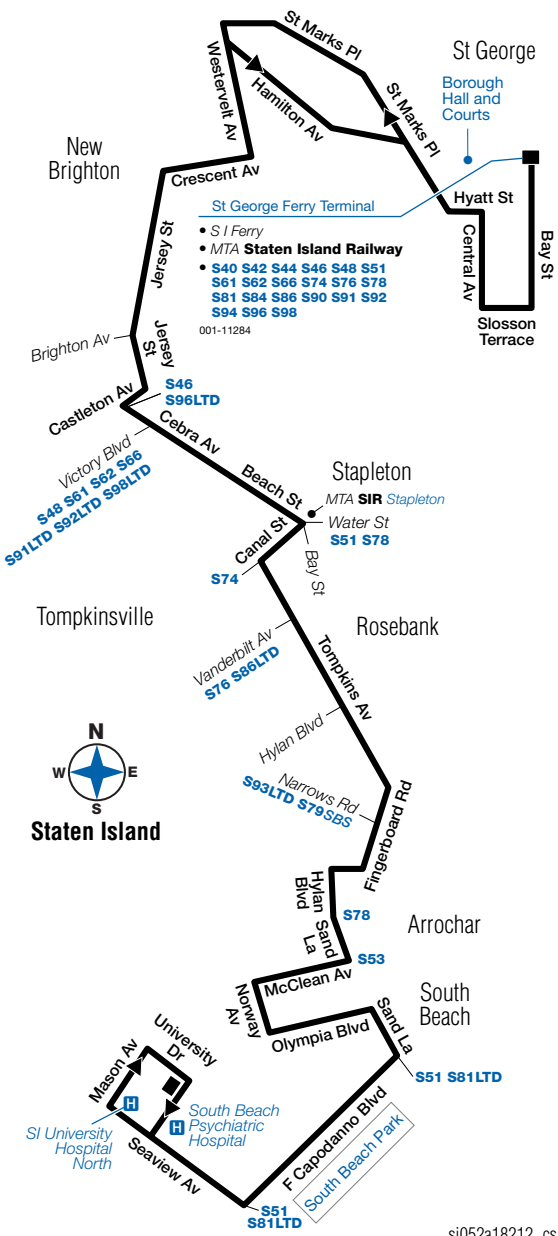 St Marks Pl
St George
Westervelt Av
Hamilton Av
St Marks Pl
Borough
Hall and
Courts
New
Brighton
Crescent Av
Hyatt St
St George Ferry Terminal
• S I Ferry
• MTA Staten Island Railway
• S40 S42 S44 S46 S48 S51
S61 S62 S66 S74 S76 S78
S81 S84 S86 S90 S91 S92
S94 S96 S98
001-11284
Central Av
Bay St
Slosson
Terrace
Jersey St
Brighton Av
Jersey
St
Castleton Av
S46
S96LTD
Cebra Av
Victory Blvd
S48 S61 S62 S66
S91LTD S92LTD S98LTD
Beach St
Stapleton
MTA SIR Stapleton
Water St
S51 S78
Canal St
Bay St
S74
Tompkinsville
Rosebank
Vanderbilt Av
S76 S86LTD
Tompkins Av
Hylan Blvd
N
W
E
S
Staten Island
Narrows Rd
S93LTD S79SBS
Fingerboard Rd
Hylan
Blvd
S78
Arrochar
Sand
La
S53
McClean Av
South
Beach
Norway
Av
Olympia Blvd
Sand La
S51 S81LTD
University
Dr
Mason Av
H
SI University
Hospital
North
South Beach
Psychiatric
Hospital
H
Seaview Av
F Capodanno Blvd
South Beach Park
S51
S81LTD
si052a18212 cs